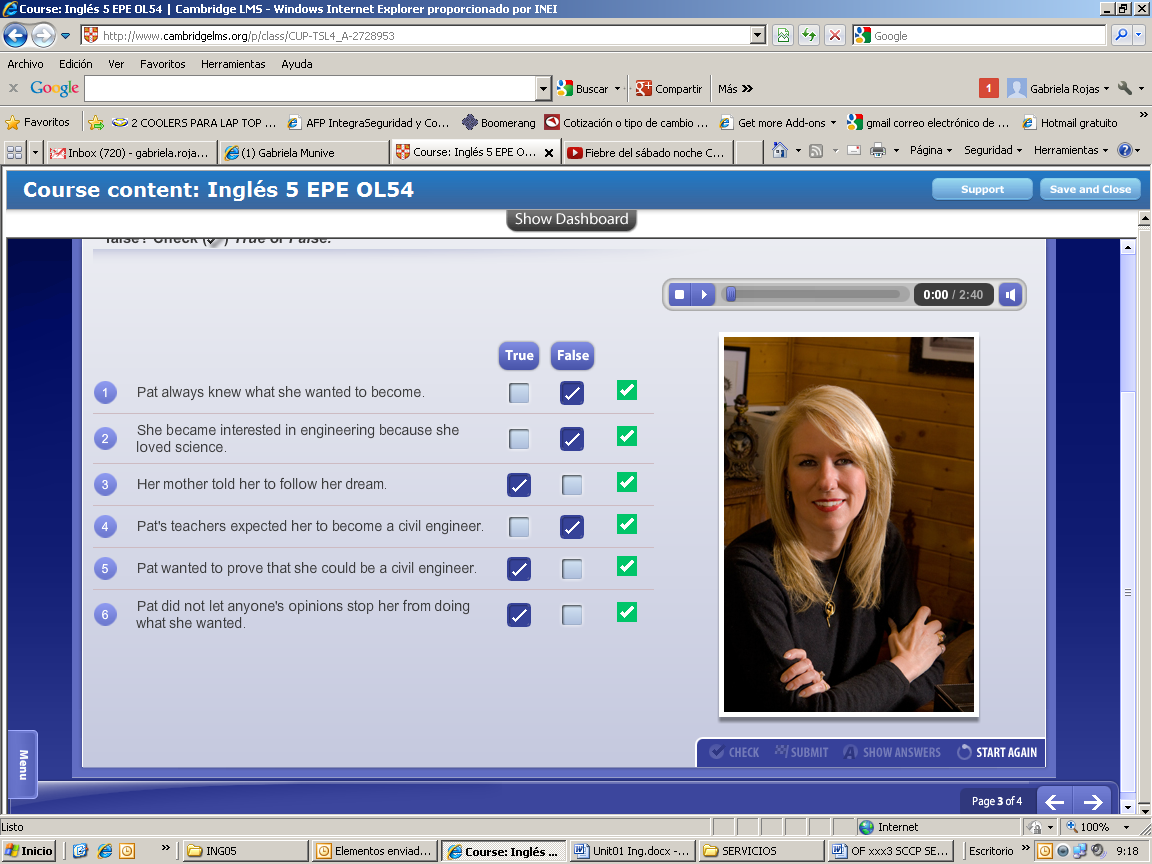 Course: Inglés 5 EPE OL54 | Cambridge LMS - Windows Internet Explorer proporcionado por INEI
http://www.cambridgelms.org/p/class/CUP-TSL4_A-2728953
Google
Archivo Edición Ver Favoritos Herramientas Ayuda
x Google Buscar Compartir Más » 1 Gabriela Rojas
Favoritos 2 COOLERS PARA LAP TOP ... AFP IntegraSeguridad y Co... Boomerang Cotización o tipo de cambio ... Get more Add-ons gmail correo electrónico de ... Hotmail gratuito »
Inbox (720) - gabriela.roja... (1) Gabriela Munive Course: Inglés 5 EPE O... x Fiebre del sábado noche C... Página Seguridad Herramientas »
Course content: Inglés 5 EPE OL54 Support Save and Close
Show Dashboard
false? Check (✓) True or False.
0:00 / 2:40
True False
1 Pat always knew what she wanted to become.
2 She became interested in engineering because she
loved science.
3 Her mother told her to follow her dream.
4 Pat's teachers expected her to become a civil engineer.
5 Pat wanted to prove that she could be a civil engineer.
6 Pat did not let anyone's opinions stop her from doing
what she wanted.
CHECK SUBMIT SHOW ANSWERS START AGAIN
Menu
Page 3 of 4
Listo Internet 100%
Inicio » ING05 Elementos enviad... Course: Inglés ... Unit01 Ing.docx -... SERVICIOS OF xxx3 SCCP SE... Escritorio » 9:18